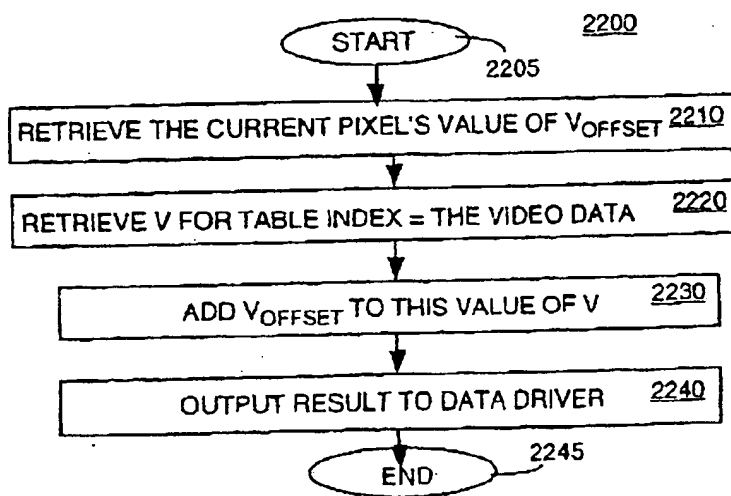 2200
START
2205
RETRIEVE THE CURRENT PIXEL'S VALUE OF VOFFSET 2210
RETRIEVE V FOR TABLE INDEX = THE VIDEO DATA 2220
ADD VOFFSET TO THIS VALUE OF V 2230
OUTPUT RESULT TO DATA DRIVER 2240
2245
END